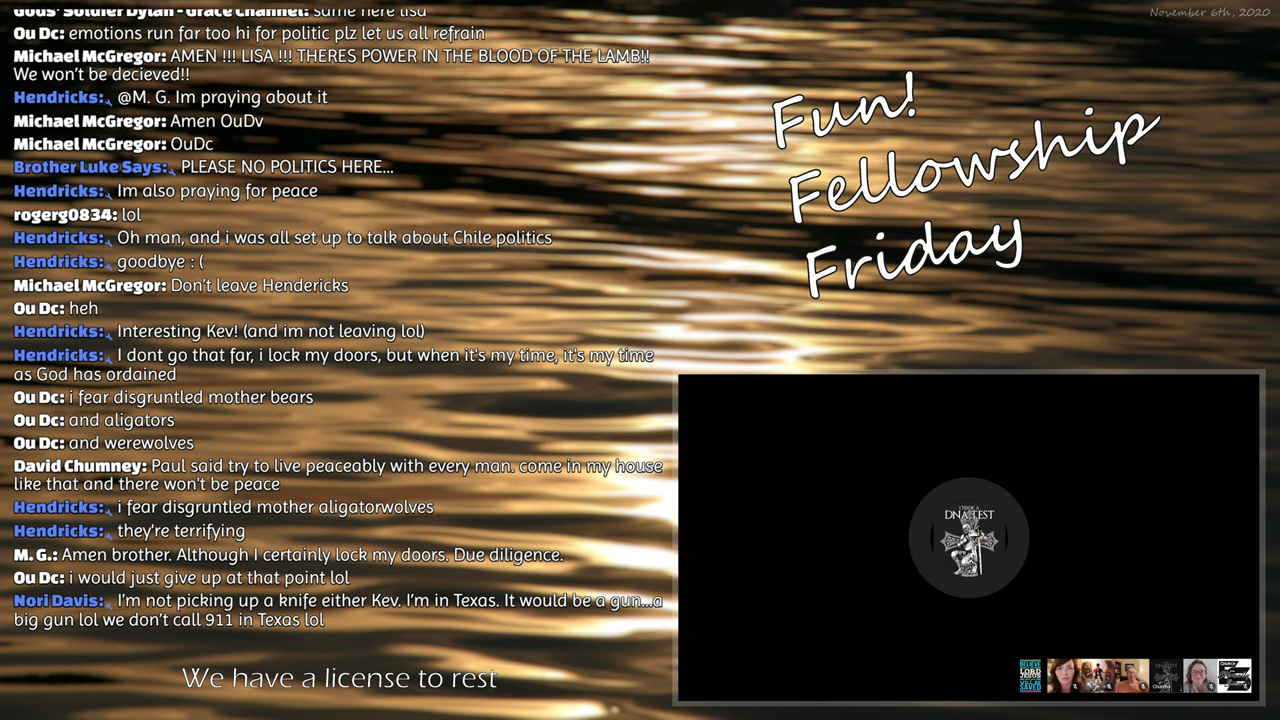 Gods' Soldier Dylan - Grace Channel: same here lisa
Ou Dc: emotions run far too hi for politic plz let us all refrain
Michael McGregor: AMEN !!! LISA !!! THERES POWER IN THE BLOOD OF THE LAMB!!
We won't be decieved!!
Hendricks: @M. G. Im praying about it
Michael McGregor: Amen OuDv
Michael McGregor: OuDc
Brother Luke Says: PLEASE NO POLITICS HERE...
Hendricks: Im also praying for peace
rogerg0834: lol
Hendricks: Oh man, and i was all set up to talk about Chile politics
Hendricks: goodbye : (
Michael McGregor: Don't leave Hendericks
Ou Dc: heh
Hendricks: Interesting Kev! (and im not leaving lol)
Hendricks: I dont go that far, i lock my doors, but when it's my time, it's my time
as God has ordained
Ou Dc: i fear disgruntled mother bears
Ou Dc: and aligators
Ou Dc: and werewolves
David Chumney: Paul said try to live peaceably with every man. come in my house
like that and there won't be peace
Hendricks: i fear disgruntled mother aligatorwolves
Hendricks: they're terrifying
M. G.: Amen brother. Although I certainly lock my doors. Due diligence.
Ou Dc: i would just give up at that point lol
Nori Davis: I'm not picking up a knife either Kev. I'm in Texas. It would be a gun...a
big gun lol we don't call 911 in Texas lol
We have a license to rest
November 6th, 2020
Fun!
Fellowship
Friday
I TOOK A
DNA TEST
BELIEVE
LORD
JESUS
SAVED
CHURCH